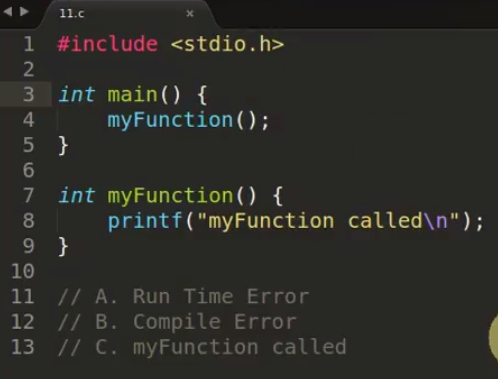 11.c ×
1 #include <stdio.h>
2
3 int main() {
4     myFunction();
5 }
6
7 int myFunction() {
8     printf("myFunction called\n");
9 }
10
11 // A. Run Time Error
12 // B. Compile Error
13 // C. myFunction called